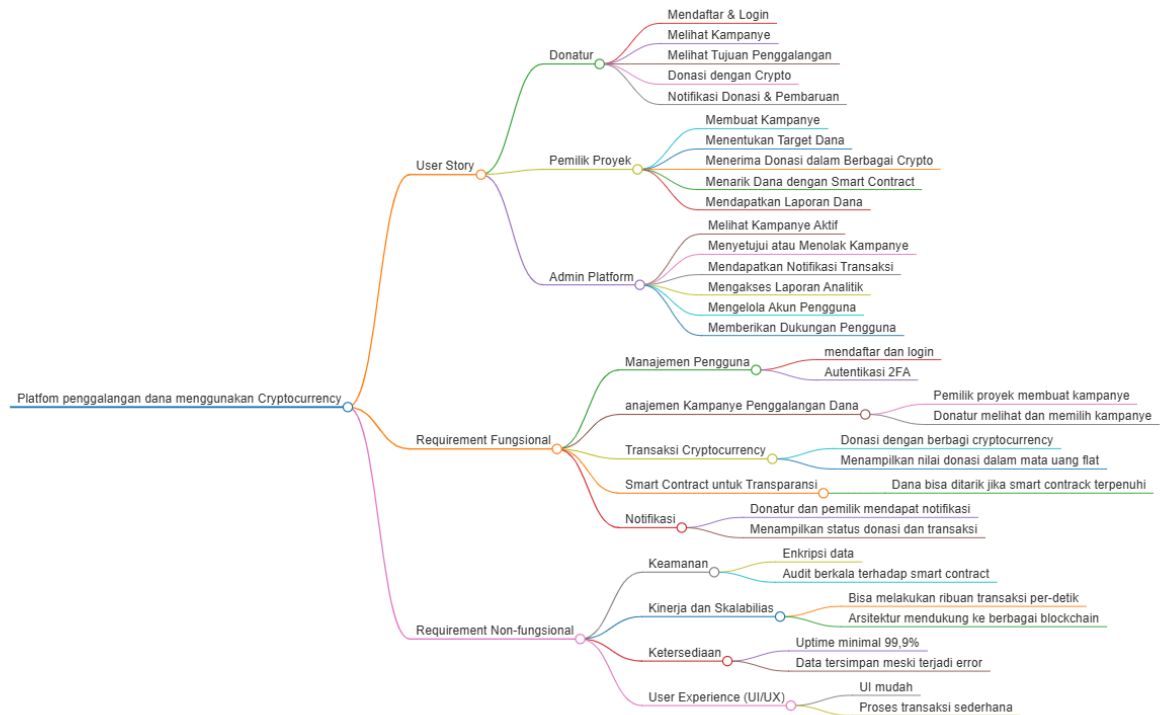 Platfom penggalangan dana menggunakan Cryptocurrency
User Story
Donatur
Mendaftar & Login
Melihat Kampanye
Melihat Tujuan Penggalangan
Donasi dengan Crypto
Notifikasi Donasi & Pembaruan
Pemilik Proyek
Membuat Kampanye
Menentukan Target Dana
Menerima Donasi dalam Berbagai Crypto
Menarik Dana dengan Smart Contract
Mendapatkan Laporan Dana
Admin Platform
Melihat Kampanye Aktif
Menyetujui atau Menolak Kampanye
Mendapatkan Notifikasi Transaksi
Mengakses Laporan Analitik
Mengelola Akun Pengguna
Memberikan Dukungan Pengguna
Requirement Fungsional
Manajemen Pengguna
mendaftar dan login
Autentikasi 2FA
anajemen Kampanye Penggalangan Dana
Pemilik proyek membuat kampanye
Donatur melihat dan memilih kampanye
Transaksi Cryptocurrency
Donasi dengan berbagi cryptocurrency
Menampilkan nilai donasi dalam mata uang flat
Smart Contract untuk Transparansi
Dana bisa ditarik jika smart contrack terpenuhi
Notifikasi
Donatur dan pemilik mendapat notifikasi
Menampilkan status donasi dan transaksi
Requirement Non-fungsional
Keamanan
Enkripsi data
Audit berkala terhadap smart contract
Kinerja dan Skalabilias
Bisa melakukan ribuan transaksi per-detik
Arsitektur mendukung ke berbagai blockchain
Ketersediaan
Uptime minimal 99,9%
Data tersimpan meski terjadi error
User Experience (UI/UX)
UI mudah
Proses transaksi sederhana